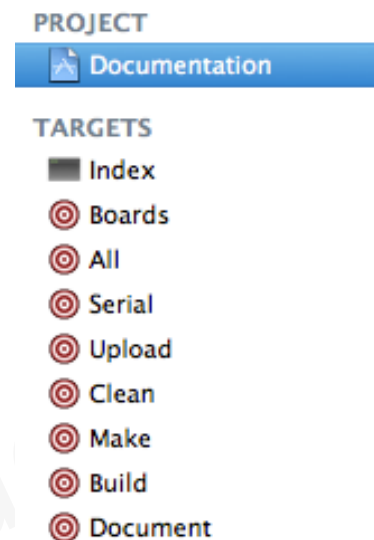 PROJECT
Documentation
TARGETS
Index
Boards
All
Serial
Upload
Clean
Make
Build
Document